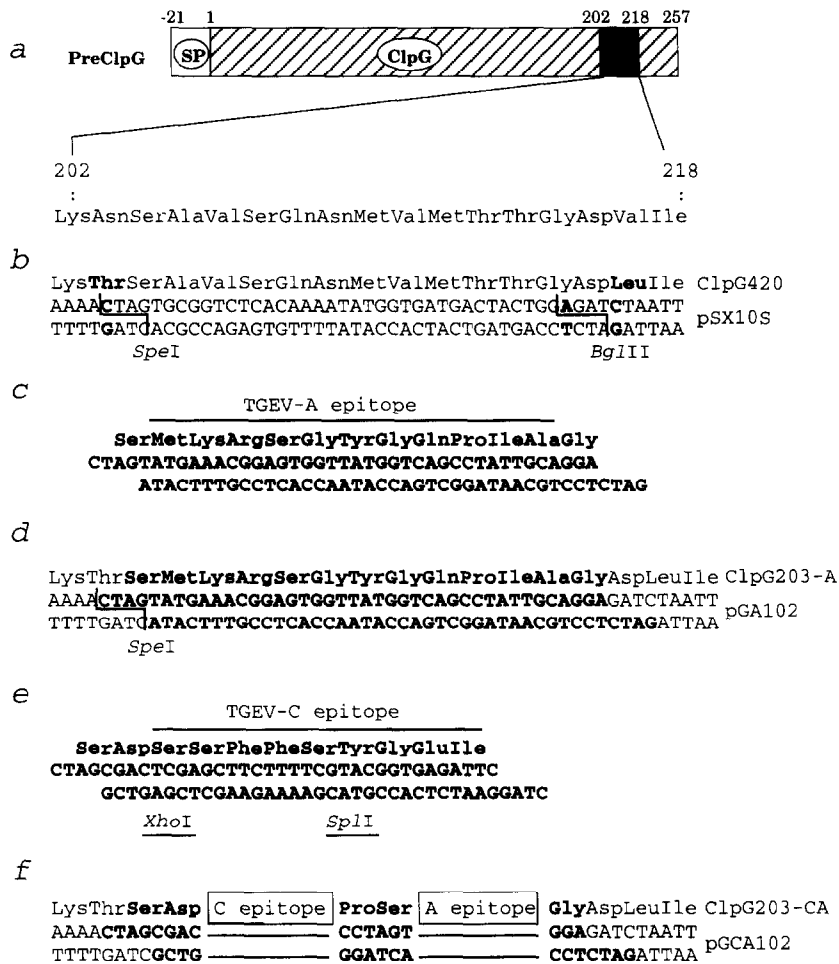 -21 1 202 218 257
a PreClpG SP ClpG
202 218
: :
LysAsnSerAlaValSerGlnAsnMetValMetThrThrGlyAspValIle
b
LysThrSerAlaValSerGlnAsnMetValMetThrThrGlyAspLeuIle ClpG420
AAAACTAGTGCGGTCTCACAAAATATGGTGATGACTACTGGAGATCTAATT
pSX10S
TTTTGATCACGCCAGAGTGTTTTATACCACTACTGATGACCTCTAGATTAA
SpeI BglII
c
TGEV-A epitope
SerMetLysArgSerGlyTyrGlyGlnProIleAlaGly
CTAGTATGAAACGGAGTGGTTATGGTCAGCCTATTGCAGGA
ATACTTTGCCTCACCAATACCAGTCGGATAACGTCCTCTAG
d
LysThrSerMetLysArgSerGlyTyrGlyGlnProIleAlaGlyAspLeuIle ClpG203-A
AAAACTAGTATGAAACGGAGTGGTTATGGTCAGCCTATTGCAGGAGATCTAATT
pGA102
TTTTGATCATACTTTGCCTCACCAATACCAGTCGGATAACGTCCTCTAGATTAA
SpeI
e
TGEV-C epitope
SerAspSerSerPhePheSerTyrGlyGluIle
CTAGCGACTCGAGCTTCTTTTCGTACGGTGAGATTC
GCTGAGCTCGAAGAAAAGCATGCCACTCTAAGGATC
XhoI SplI
f
LysThrSerAsp C epitope ProSer A epitope GlyAspLeuIle ClpG203-CA
AAAACTAGCGAC CCTAGT GGAGATCTAATT
pGCA102
TTTTGATCGCTG GGATCA CCTCTAGATTAA